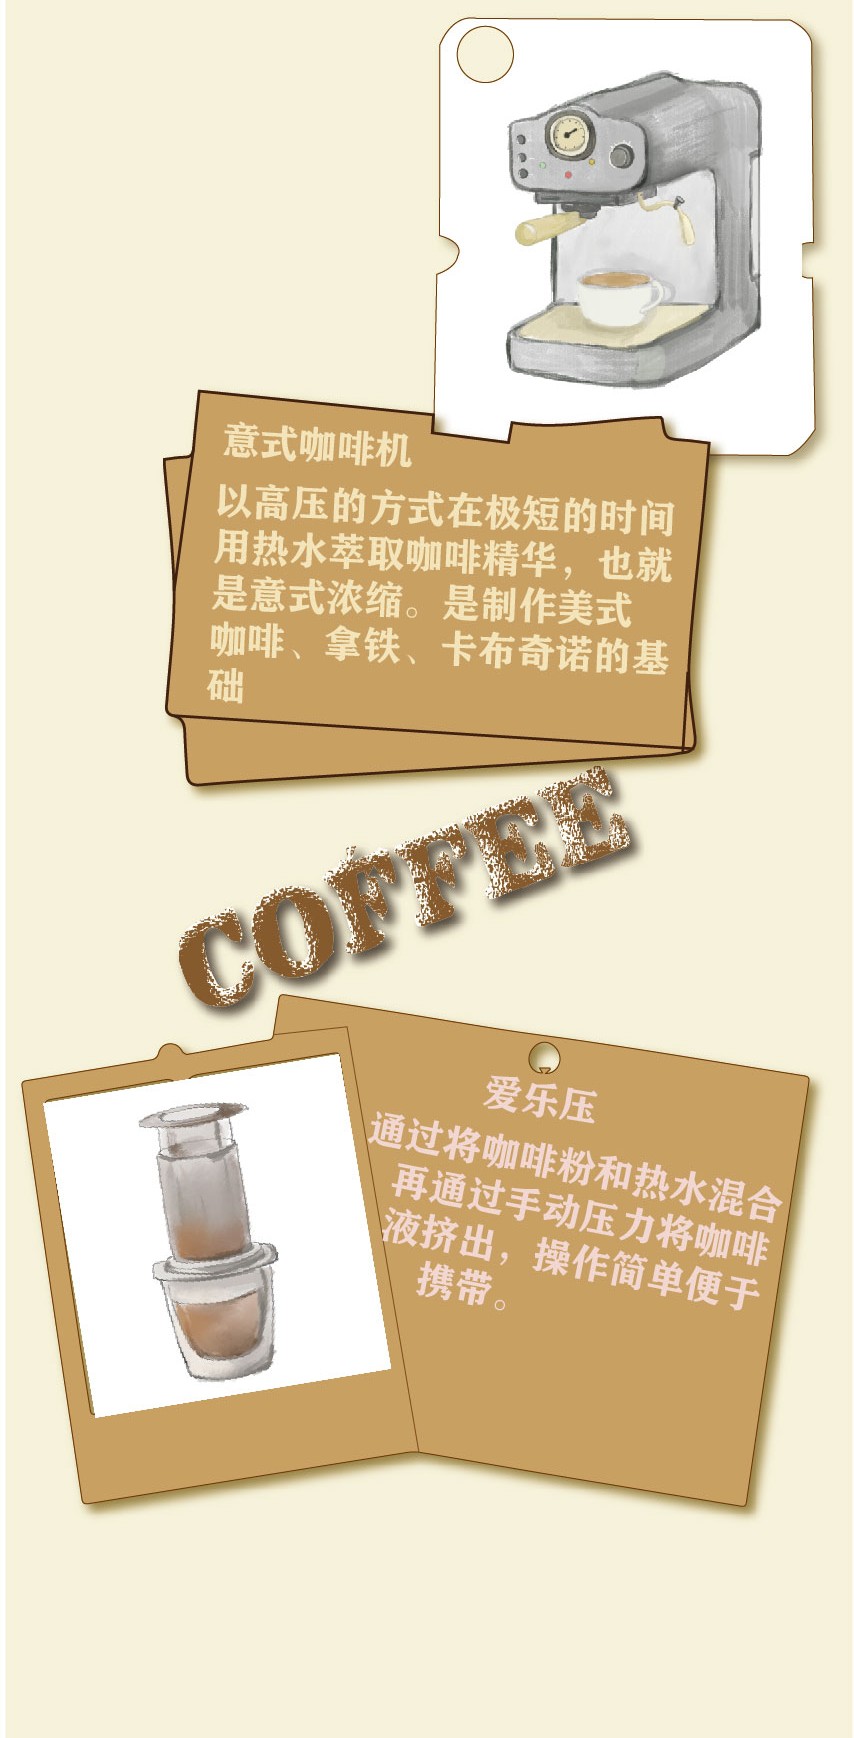 意式咖啡机
以高压的方式在极短的时间
用热水萃取咖啡精华，也就
是意式浓缩。是制作美式
咖啡、拿铁、卡布奇诺的基
础
COFFEE
爱乐压
通过将咖啡粉和热水混合
再通过手动压力将咖啡
液挤出，操作简单便于
携带。